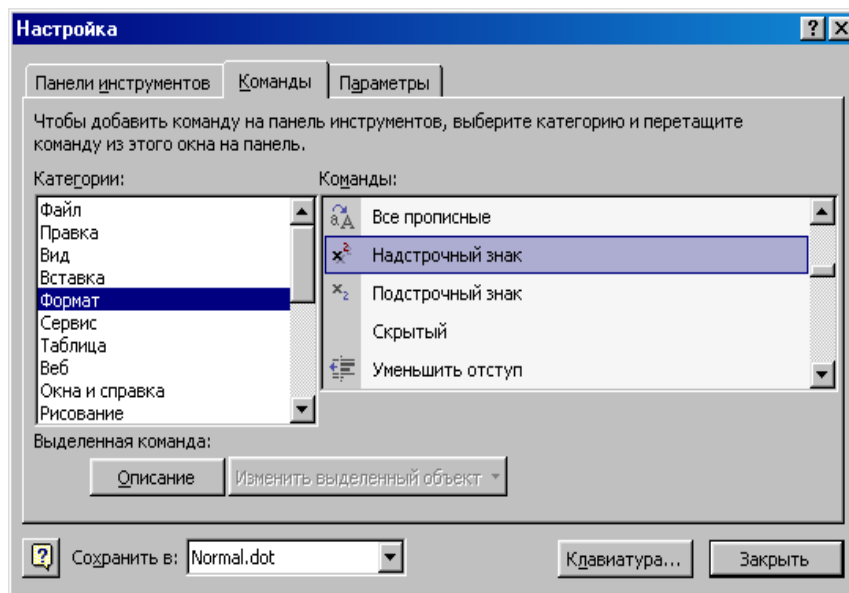 Настройка
Панели инструментов
Команды
Параметры
Чтобы добавить команду на панель инструментов, выберите категорию и перетащите
команду из этого окна на панель.
Категории:
Команды:
Файл
Правка
Вид
Вставка
Формат
Сервис
Таблица
Веб
Окна и справка
Рисование
Все прописные
Надстрочный знак
Подстрочный знак
Скрытый
Уменьшить отступ
Выделенная команда:
Описание
Изменить выделенный объект
Сохранить в:
Normal.dot
Клавиатура...
Закрыть